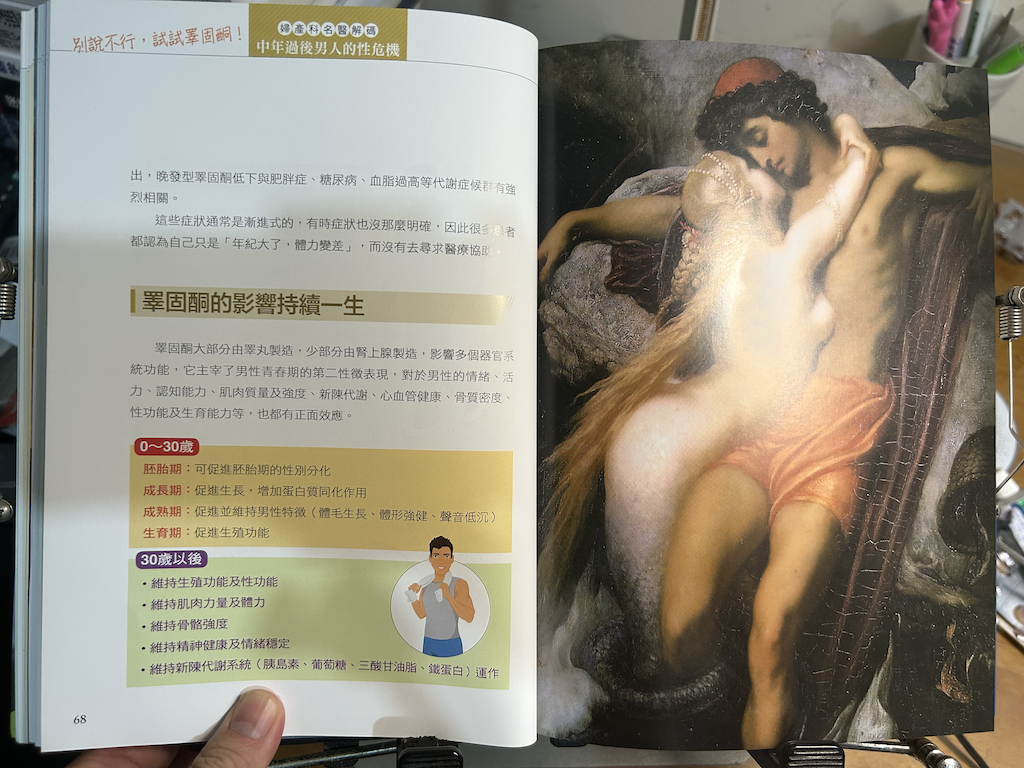 別說不行，試試睪固酮！
婦產科名醫解碼
中年過後男人的性危機
出，晚發型睪固酮低下與肥胖症、糖尿病、血脂過高等代謝症候群有強
烈相關。
這些症狀通常是漸進式的，有時症狀也沒那麼明確，因此很多患者
都認為自己只是「年紀大了，體力變差」，而沒有去尋求醫療協助。
睪固酮的影響持續一生
睪固酮大部分由睪丸製造，少部分由腎上腺製造，影響多個器官系
統功能，它主宰了男性青春期的第二性徵表現，對於男性的情緒、活
力、認知能力、肌肉質量及強度、新陳代謝、心血管健康、骨質密度、
性功能及生育能力等，也都有正面效應。
0～30歲
胚胎期：可促進胚胎期的性別分化
成長期：促進生長，增加蛋白質同化作用
成熟期：促進並維持男性特徵（體毛生長、體形強健、聲音低沉）
生育期：促進生殖功能
30歲以後
•維持生殖功能及性功能
•維持肌肉力量及體力
•維持骨骼強度
•維持精神健康及情緒穩定
•維持新陳代謝系統（胰島素、葡萄糖、三酸甘油脂、鐵蛋白）運作
68